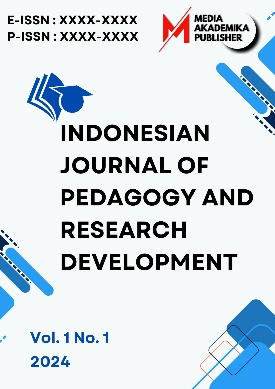 E-ISSN : XXXX-XXXX
P-ISSN : XXXX-XXXX
MEDIA
AKADEMIKA
PUBLISHER
INDONESIAN
JOURNAL OF
PEDAGOGY AND
RESEARCH
DEVELOPMENT
Vol. 1 No. 1
2024